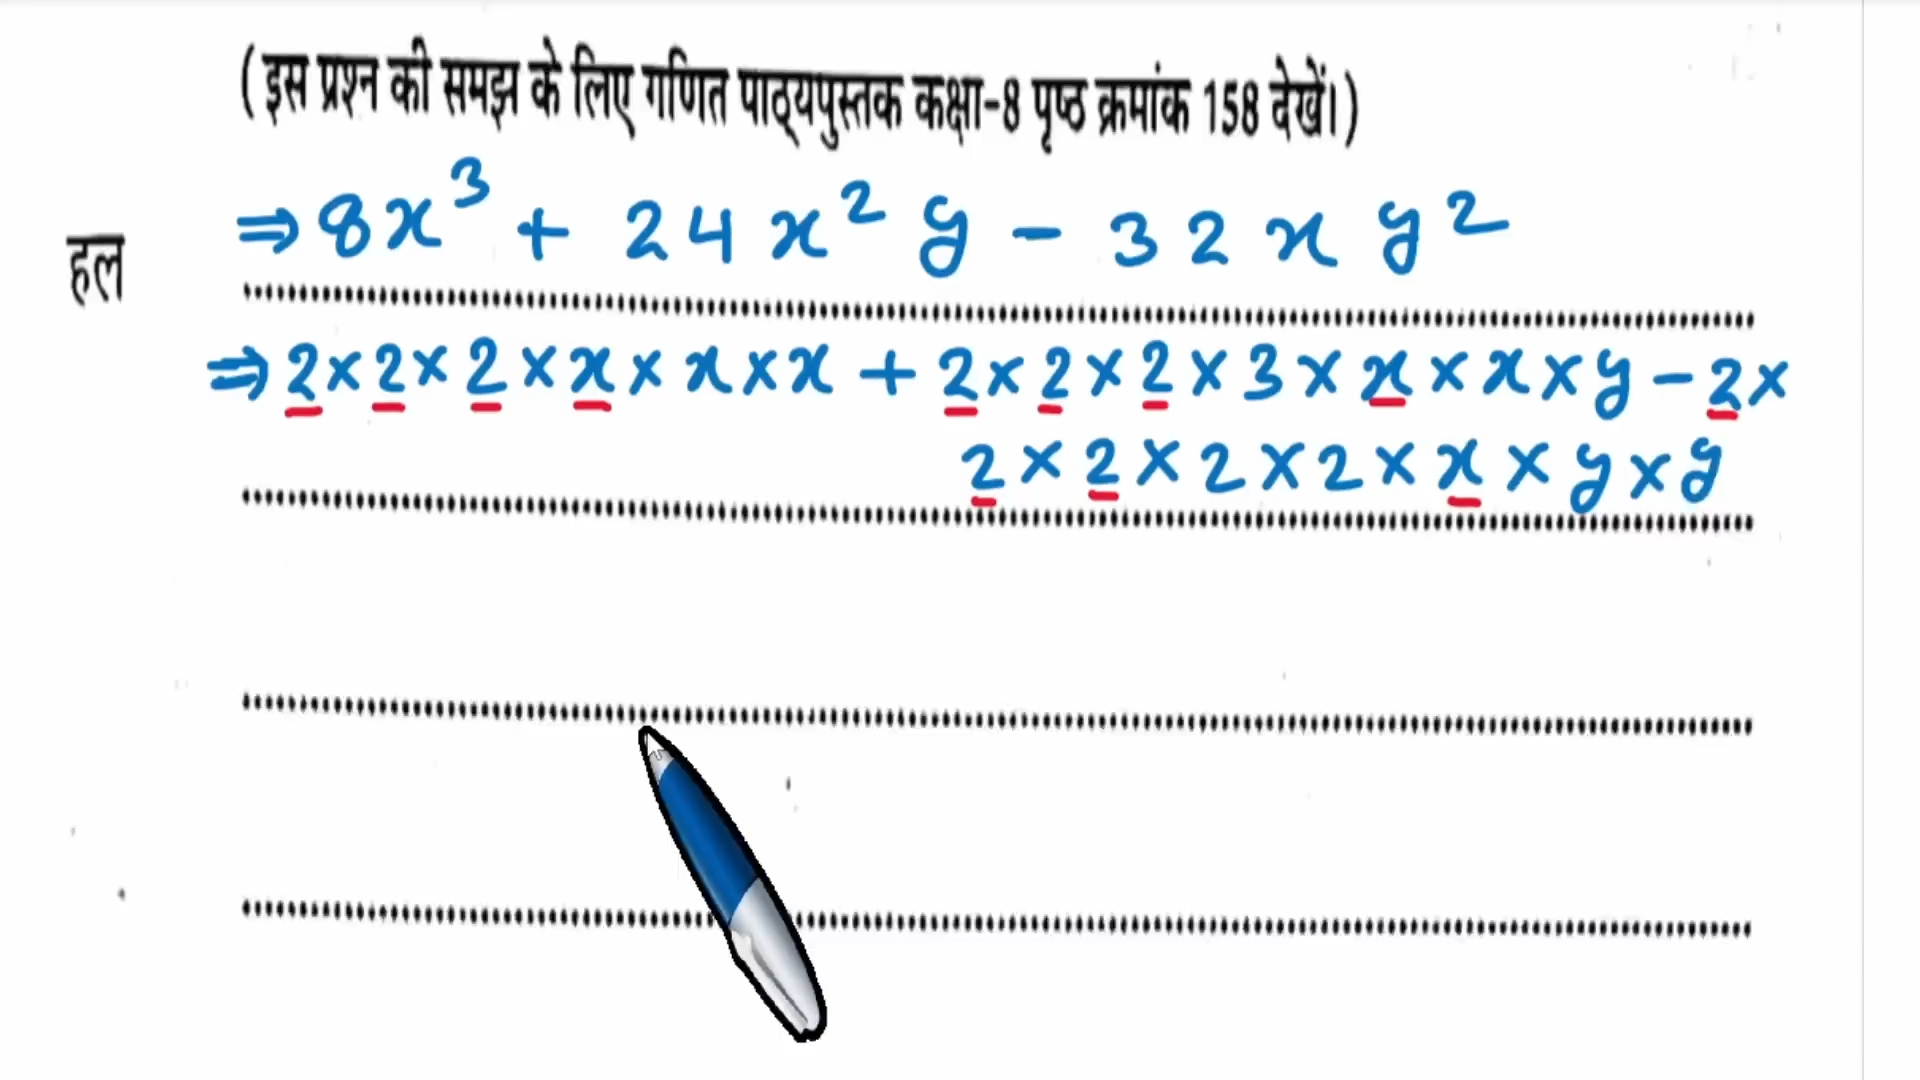 ( इस प्रश्न की समझ के लिए गणित पाठ्यपुस्तक कक्षा-8 पृष्ठ क्रमांक 158 देखें।)
हल ⇒ 8x³ + 24x²y - 32xy²
⇒ 2×2×2×x×x×x + 2×2×2×3×x×x×y - 2×
2×2×2×2×x×y×y